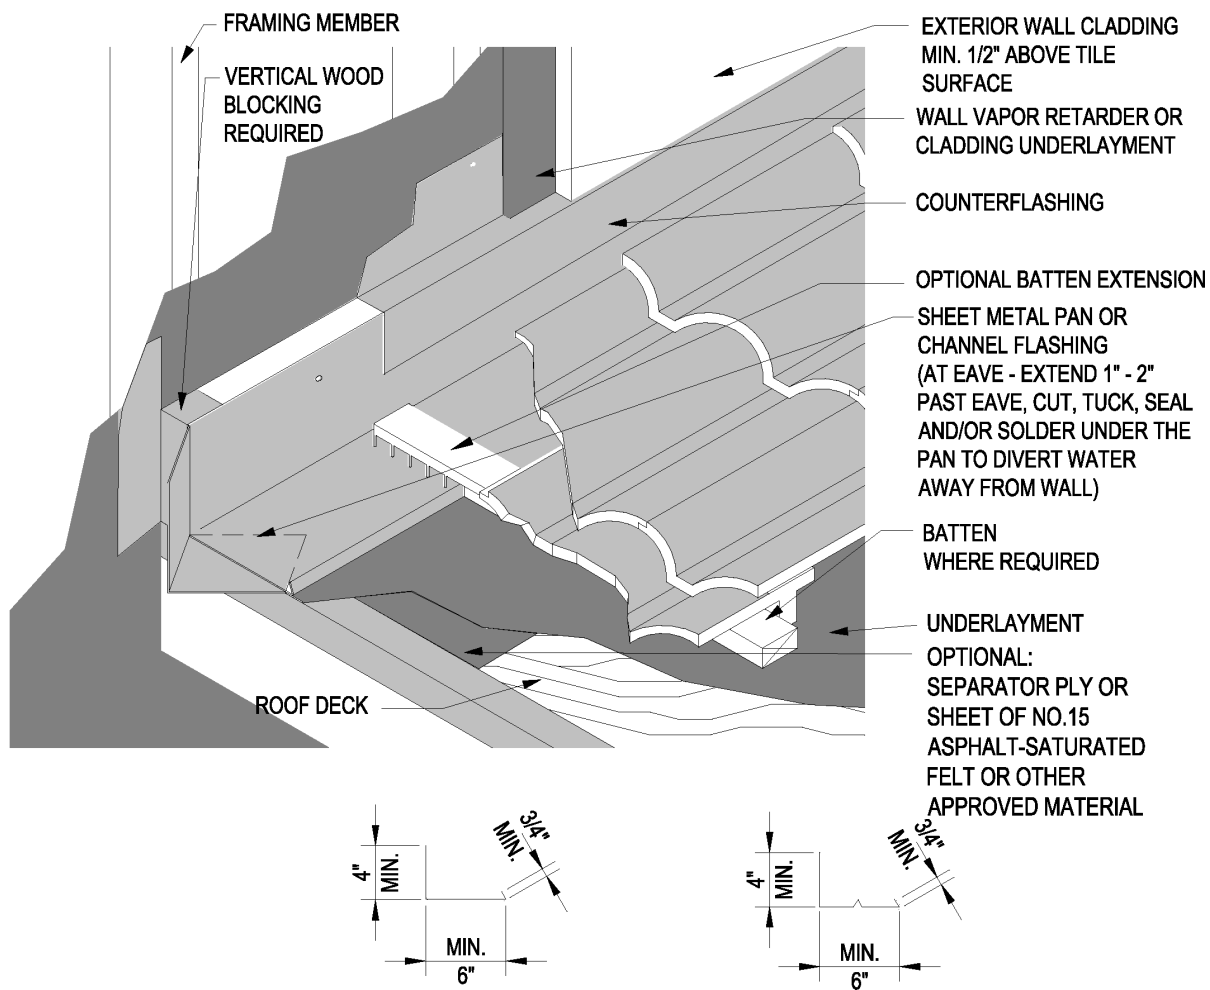 FRAMING MEMBER
VERTICAL WOOD
BLOCKING
REQUIRED
EXTERIOR WALL CLADDING
MIN. 1/2" ABOVE TILE
SURFACE
WALL VAPOR RETARDER OR
CLADDING UNDERLAYMENT
COUNTERFLASHING
OPTIONAL BATTEN EXTENSION
SHEET METAL PAN OR
CHANNEL FLASHING
(AT EAVE - EXTEND 1" - 2"
PAST EAVE, CUT, TUCK, SEAL
AND/OR SOLDER UNDER THE
PAN TO DIVERT WATER
AWAY FROM WALL)
BATTEN
WHERE REQUIRED
UNDERLAYMENT
OPTIONAL:
SEPARATOR PLY OR
SHEET OF NO.15
ASPHALT-SATURATED
FELT OR OTHER
APPROVED MATERIAL
ROOF DECK
4"
MIN.
3/4"
MIN.
MIN.
6"
4"
MIN.
3/4"
MIN.
MIN.
6"